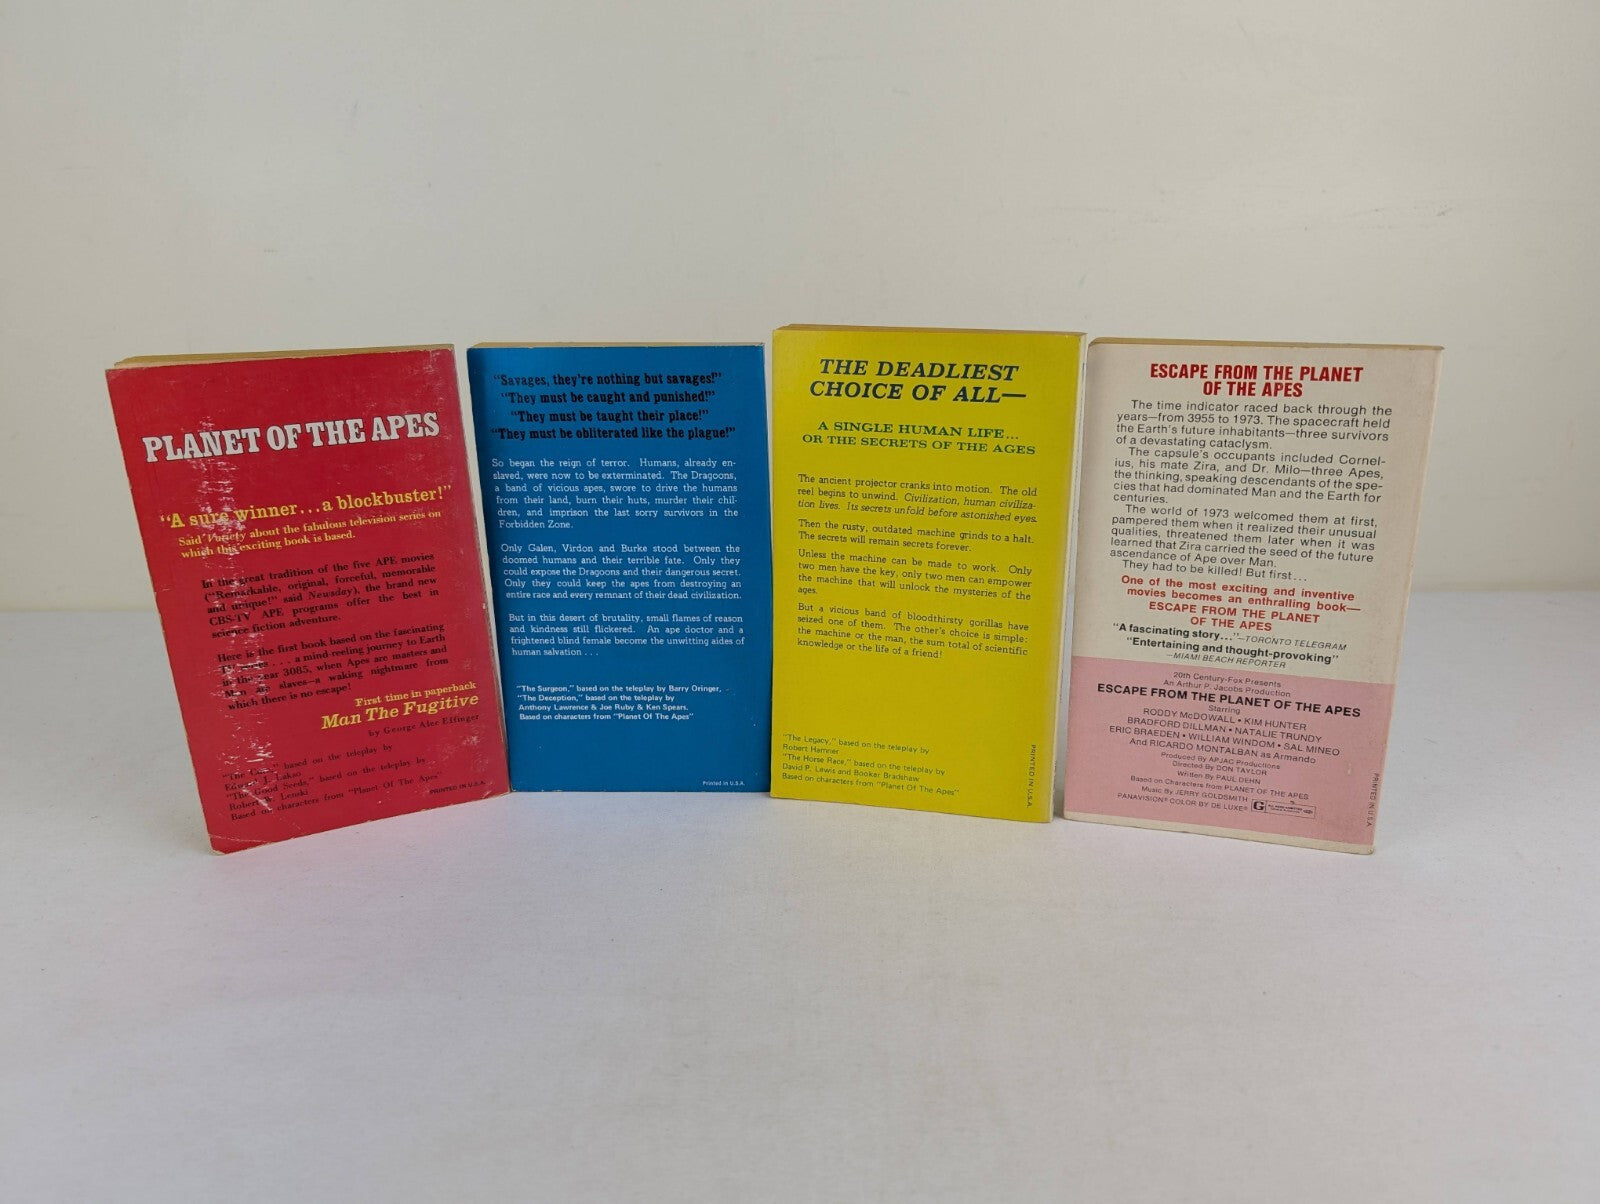 PLANET OF THE APES
"A sure winner...a blockbuster!"
Said Variety about the fabulous television series on
which this exciting book is based.
In the great tradition of the five APE movies
("Remarkable, original, forceful, memorable
and unique!" said Newsday), the brand new
CBS-TV APE programs offer the best in
science fiction adventure.
Here is the first book based on the fascinating
TV series . . . a mind-reeling journey to Earth
in the year 3085, when Apes are masters and
Man are slaves—a waking nightmare from
which there is no escape!
First time in paperback
Man The Fugitive
by George Alec Effinger
"The Cure," based on the teleplay by
Edward J. Lakso
"The Good Seeds," based on the teleplay by
Robert W. Lenski
Based on characters from "Planet Of The Apes"
PRINTED IN U.S.A.
"Savages, they're nothing but savages!"
"They must be caught and punished!"
"They must be taught their place!"
"They must be obliterated like the plague!"
So began the reign of terror. Humans, already en-
slaved, were now to be exterminated. The Dragoons,
a band of vicious apes, swore to drive the humans
from their land, burn their huts, murder their chil-
dren, and imprison the last sorry survivors in the
Forbidden Zone.
Only Galen, Virdon and Burke stood between the
doomed humans and their terrible fate. Only they
could expose the Dragoons and their dangerous secret.
Only they could keep the apes from destroying an
entire race and every remnant of their dead civilization.
But in this desert of brutality, small flames of reason
and kindness still flickered. An ape doctor and a
frightened blind female become the unwitting aides of
human salvation . . .
"The Surgeon," based on the teleplay by Barry Oringer,
"The Deception," based on the teleplay by
Anthony Lawrence & Joe Ruby & Ken Spears.
Based on characters from "Planet Of The Apes"
Printed in U.S.A.
THE DEADLIEST
CHOICE OF ALL—
A SINGLE HUMAN LIFE...
OR THE SECRETS OF THE AGES
The ancient projector cranks into motion. The old
reel begins to unwind. Civilization, human civiliza-
tion lives. Its secrets unfold before astonished eyes.
Then the rusty, outdated machine grinds to a halt.
The secrets will remain secrets forever.
Unless the machine can be made to work. Only
two men have the key, only two men can empower
the machine that will unlock the mysteries of the
ages.
But a vicious band of bloodthirsty gorillas have
seized one of them. The other's choice is simple:
the machine or the man, the sum total of scientific
knowledge or the life of a friend!
"The Legacy," based on the teleplay by
Robert Hamner
"The Horse Race," based on the teleplay by
David P. Lewis and Booker Bradshaw
Based on characters from "Planet Of The Apes"
PRINTED IN U.S.A.
ESCAPE FROM THE PLANET
OF THE APES
The time indicator raced back through the
years—from 3955 to 1973. The spacecraft held
the Earth's future inhabitants—three survivors
of a devastating cataclysm.
The capsule's occupants included Cornel-
ius, his mate Zira, and Dr. Milo—three Apes,
the thinking, speaking descendants of the spe-
cies that had dominated Man and the Earth for
centuries.
The world of 1973 welcomed them at first,
pampered them when it realized their unusual
qualities, threatened them later when it was
learned that Zira carried the seed of the future
ascendance of Ape over Man.
They had to be killed! But first...
One of the most exciting and inventive
movies becomes an enthralling book—
ESCAPE FROM THE PLANET
OF THE APES
"A fascinating story..."—TORONTO TELEGRAM
"Entertaining and thought-provoking"
—MIAMI BEACH REPORTER
20th Century-Fox Presents
An Arthur P. Jacobs Production
ESCAPE FROM THE PLANET OF THE APES
Starring
RODDY McDOWALL • KIM HUNTER
BRADFORD DILLMAN • NATALIE TRUNDY
ERIC BRAEDEN • WILLIAM WINDOM • SAL MINEO
And RICARDO MONTALBAN as Armando
Produced By APJAC Productions
Directed By DON TAYLOR
Written By PAUL DEHN
Based on Characters from PLANET OF THE APES
Music By JERRY GOLDSMITH
PANAVISION® COLOR BY DE LUXE®
G
PRINTED IN U.S.A.